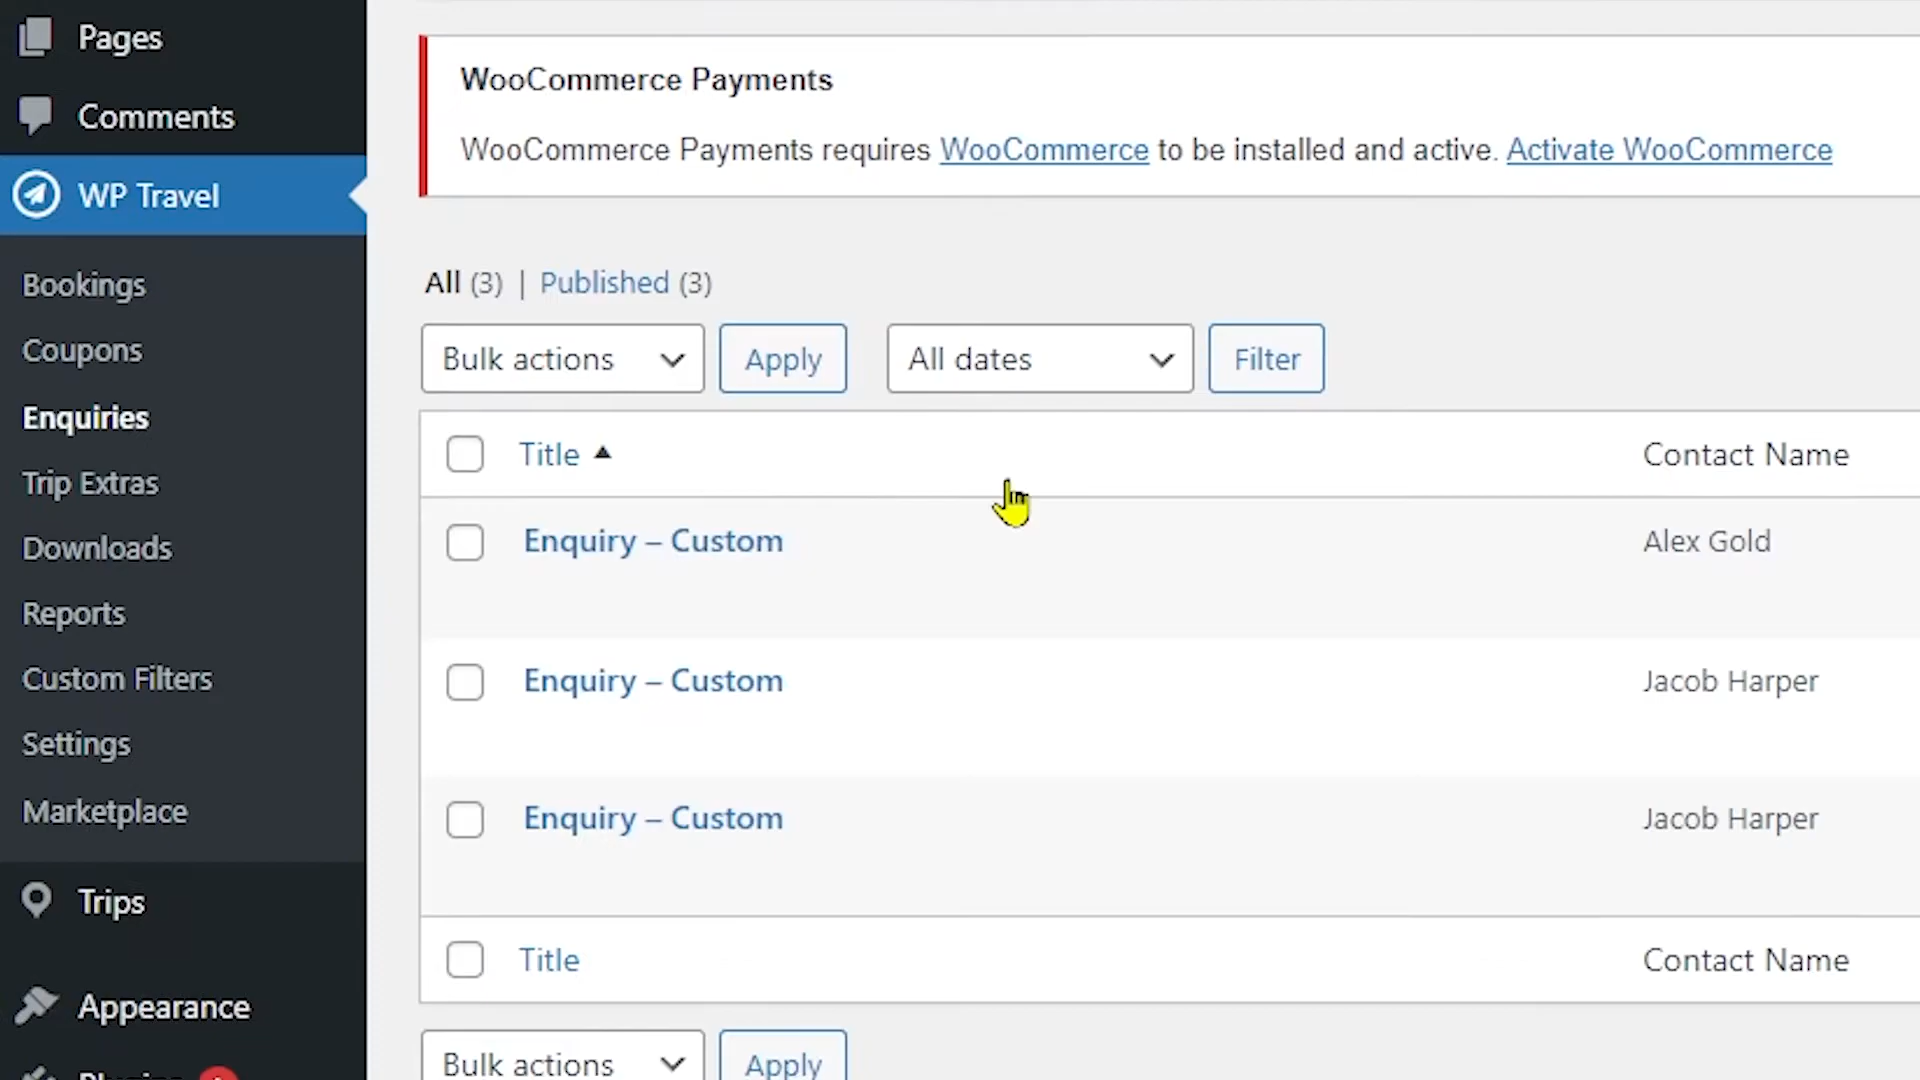 Pages
Comments
WP Travel
Bookings
Coupons
Enquiries
Trip Extras
Downloads
Reports
Custom Filters
Settings
Marketplace
Trips
Appearance
WooCommerce Payments
WooCommerce Payments requires WooCommerce to be installed and active. Activate WooCommerce
All (3) | Published (3)
Bulk actions Apply All dates Filter
Title Contact Name
Enquiry – Custom Alex Gold
Enquiry – Custom Jacob Harper
Enquiry – Custom Jacob Harper
Title Contact Name
Bulk actions Apply